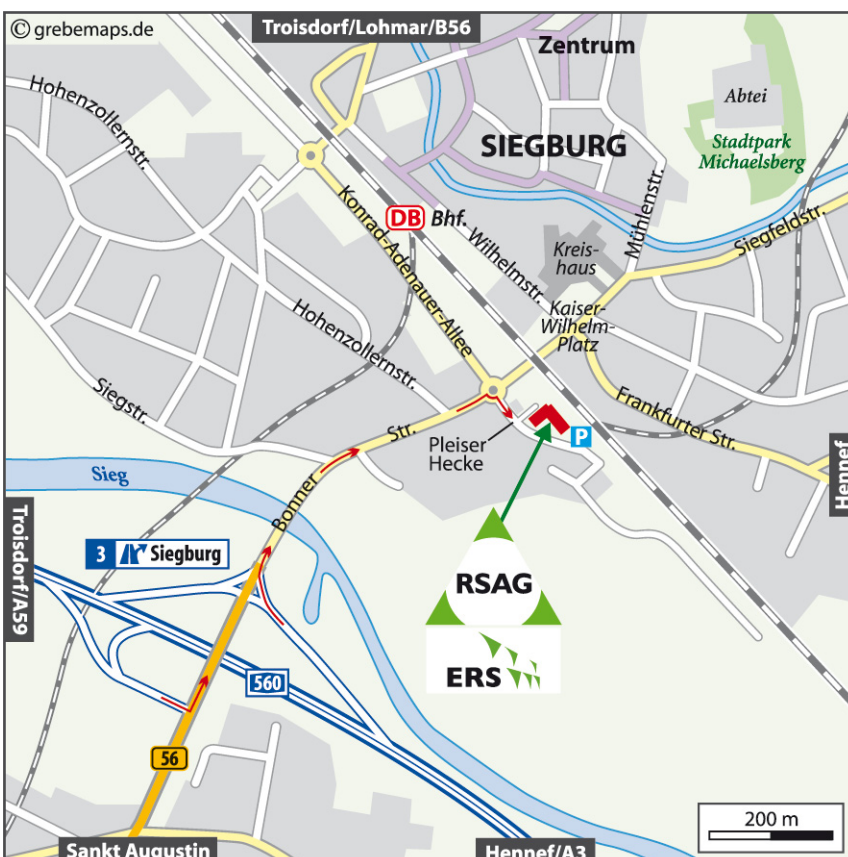 © grebemaps.de
Troisdorf/Lohmar/B56
Zentrum
Abtei
Stadtpark
Michaelsberg
SIEGBURG
Hohenzollernstr.
Konrad-Adenauer-Allee
DB Bhf.
Wilhelmstr.
Kreis-
haus
Mühlenstr.
Siegfeldstr.
Kaiser-
Wilhelm-
Platz
Hohenzollernstr.
Siegstr.
Frankfurter Str.
Bonner Str.
Pleiser
Hecke
P
Hennef
Sieg
Troisdorf/A59
3 Siegburg
RSAG
ERS
560
56
200 m
Sankt Augustin
Hennef/A3